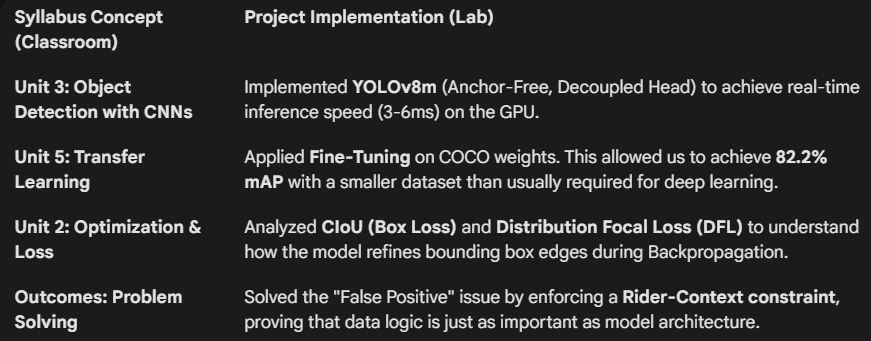 Syllabus Concept
(Classroom)
Project Implementation (Lab)
Unit 3: Object
Detection with CNNs
Implemented YOLOv8m (Anchor-Free, Decoupled Head) to achieve real-time
inference speed (3-6ms) on the GPU.
Unit 5: Transfer
Learning
Applied Fine-Tuning on COCO weights. This allowed us to achieve 82.2%
mAP with a smaller dataset than usually required for deep learning.
Unit 2: Optimization &
Loss
Analyzed CIoU (Box Loss) and Distribution Focal Loss (DFL) to understand
how the model refines bounding box edges during Backpropagation.
Outcomes: Problem
Solving
Solved the "False Positive" issue by enforcing a Rider-Context constraint,
proving that data logic is just as important as model architecture.